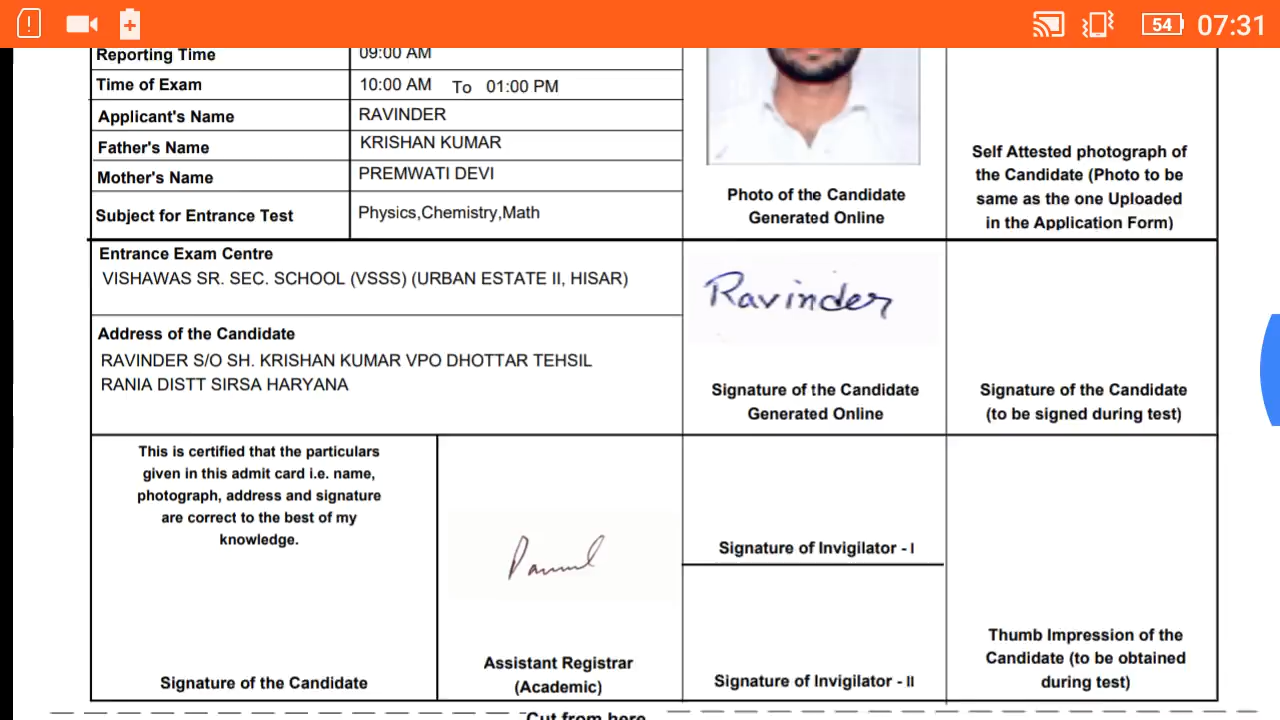 54 07:31
Reporting Time 09:00 AM
Time of Exam 10:00 AM To 01:00 PM
Applicant's Name RAVINDER
Father's Name KRISHAN KUMAR
Mother's Name PREMWATI DEVI
Subject for Entrance Test Physics,Chemistry,Math
Photo of the Candidate
Generated Online
Self Attested photograph of
the Candidate (Photo to be
same as the one Uploaded
in the Application Form)
Entrance Exam Centre
VISHAWAS SR. SEC. SCHOOL (VSSS) (URBAN ESTATE II, HISAR)
Address of the Candidate
RAVINDER S/O SH. KRISHAN KUMAR VPO DHOTTAR TEHSIL
RANIA DISTT SIRSA HARYANA
Ravinder
Signature of the Candidate
Generated Online
Signature of the Candidate
(to be signed during test)
This is certified that the particulars
given in this admit card i.e. name,
photograph, address and signature
are correct to the best of my
knowledge.
Signature of the Candidate
Assistant Registrar
(Academic)
Signature of Invigilator - I
Signature of Invigilator - II
Thumb Impression of the
Candidate (to be obtained
during test)
Cut from here